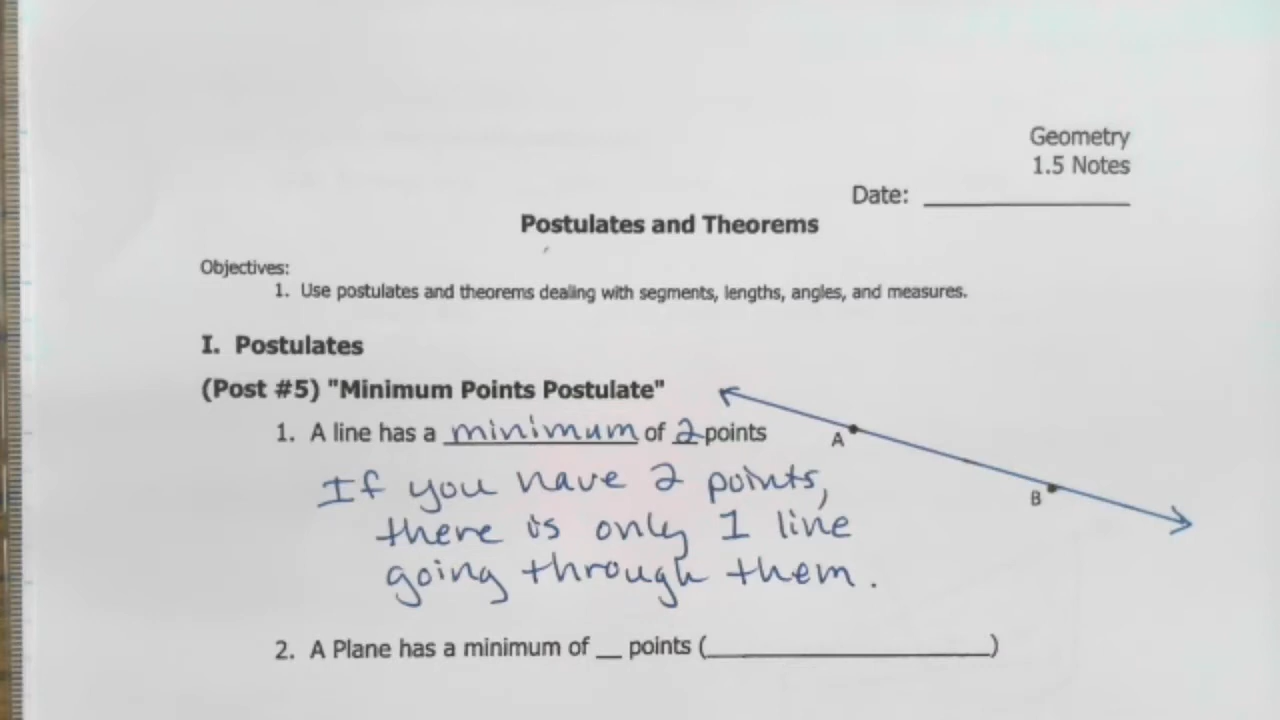 Geometry
1.5 Notes
Date: ____________________
Postulates and Theorems
Objectives:
1. Use postulates and theorems dealing with segments, lengths, angles, and measures.
I. Postulates
(Post #5) "Minimum Points Postulate"
1. A line has a minimum of 2 points
A
B
If you have 2 points,
there is only 1 line
going through them.
2. A Plane has a minimum of __ points (____________________)